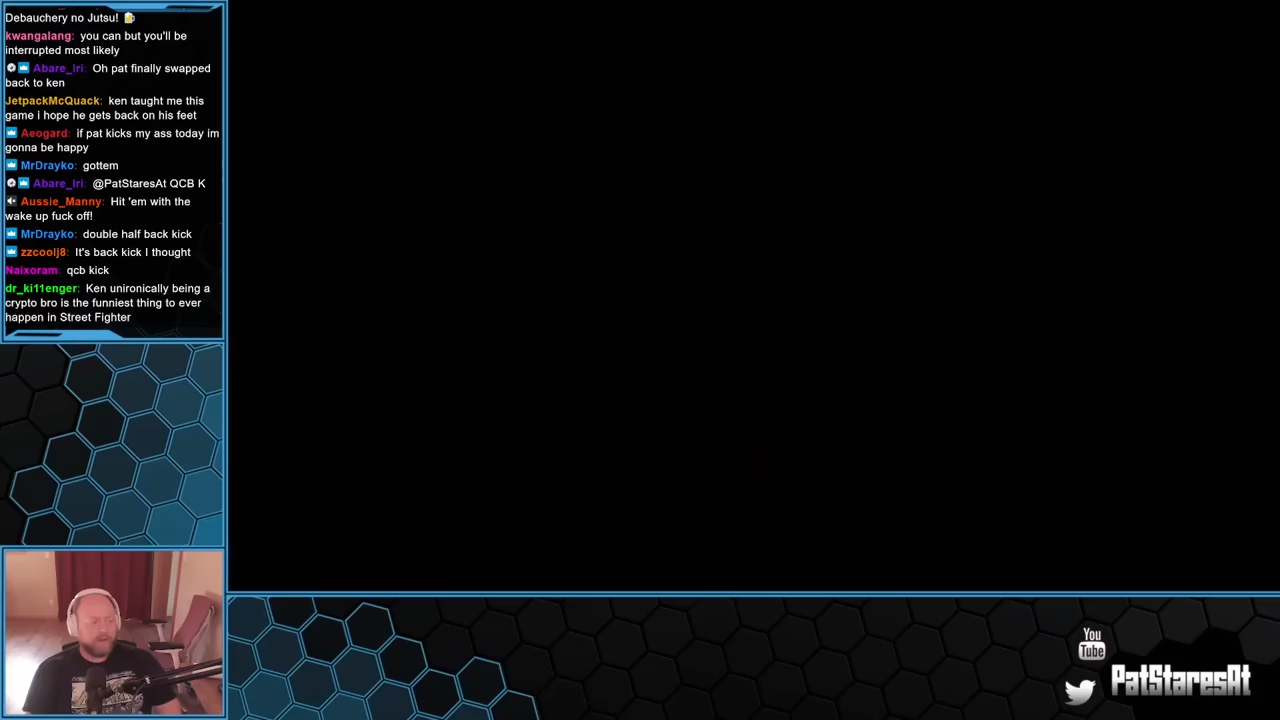 Debauchery no Jutsu! 🍺
kwangalang: you can but you'll be
interrupted most likely
Abare_Iri: Oh pat finally swapped
back to ken
JetpackMcQuack: ken taught me this
game i hope he gets back on his feet
Aeogard: if pat kicks my ass today im
gonna be happy
MrDrayko: gottem
Abare_Iri: @PatStaresAt QCB K
Aussie_Manny: Hit 'em with the
wake up fuck off!
MrDrayko: double half back kick
zzcoolj8: It's back kick I thought
Naixoram: qcb kick
dr_ki11enger: Ken unironically being a
crypto bro is the funniest thing to ever
happen in Street Fighter
You
Tube
PatStaresAt